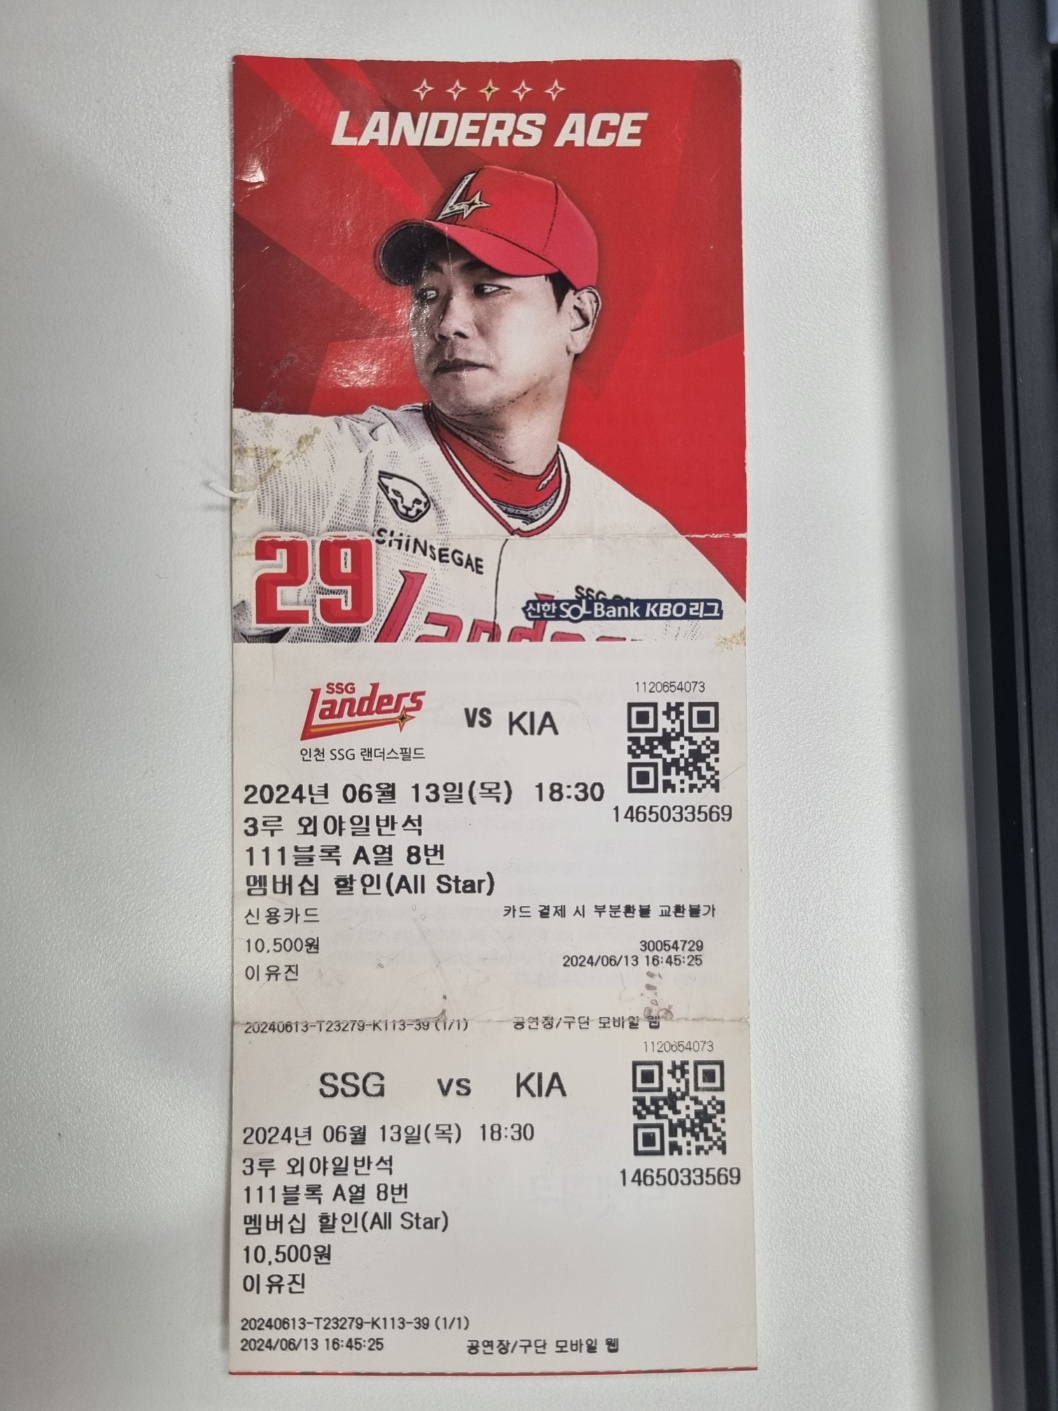 LANDERS ACE
SHINSEGAE
29
Landers
신한 SOL Bank KBO 리그
SSG
Landers
VS KIA
인천 SSG 랜더스필드
1120654073
1465033569
2024년 06월 13일(목) 18:30
3루 외야일반석
111블록 A열 8번
멤버십 할인(All Star)
신용카드
카드 결제 시 부분환불 교환불가
10,500원
30054729
이유진
2024/06/13 16:45:25
20240613-T23279-K113-39 (1/1) 공연장/구단 모바일 웹
1120654073
SSG vs KIA
1465033569
2024년 06월 13일(목) 18:30
3루 외야일반석
111블록 A열 8번
멤버십 할인(All Star)
10,500원
이유진
20240613-T23279-K113-39 (1/1)
2024/06/13 16:45:25 공연장/구단 모바일 웹